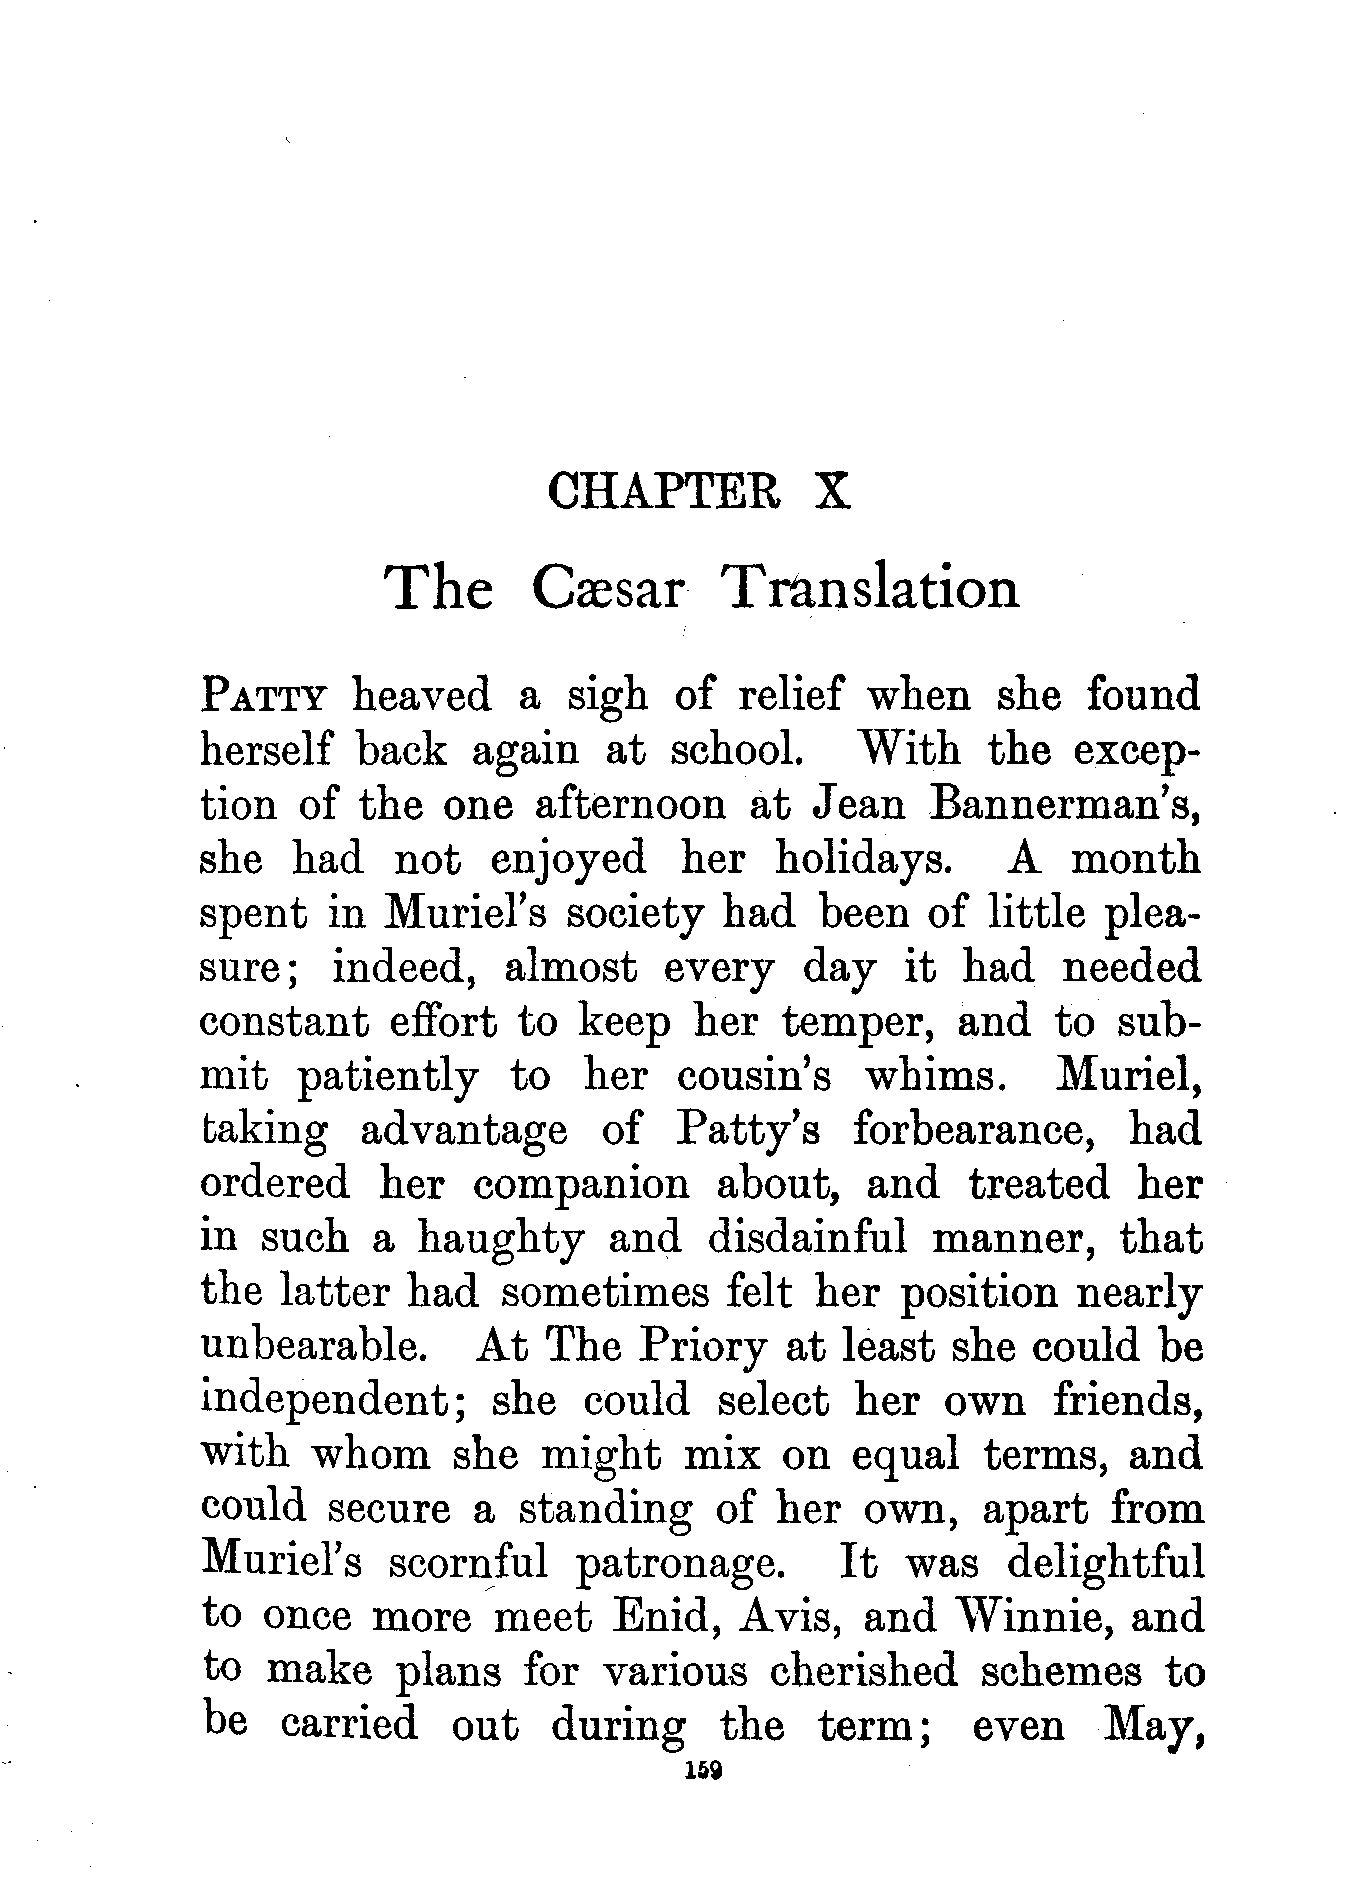 CHAPTER X
The Cæsar Translation
PATTY heaved a sigh of relief when she found
herself back again at school. With the excep-
tion of the one afternoon at Jean Bannerman's,
she had not enjoyed her holidays. A month
spent in Muriel's society had been of little plea-
sure; indeed, almost every day it had needed
constant effort to keep her temper, and to sub-
mit patiently to her cousin's whims. Muriel,
taking advantage of Patty's forbearance, had
ordered her companion about, and treated her
in such a haughty and disdainful manner, that
the latter had sometimes felt her position nearly
unbearable. At The Priory at least she could be
independent; she could select her own friends,
with whom she might mix on equal terms, and
could secure a standing of her own, apart from
Muriel's scornful patronage. It was delightful
to once more meet Enid, Avis, and Winnie, and
to make plans for various cherished schemes to
be carried out during the term; even May,
159